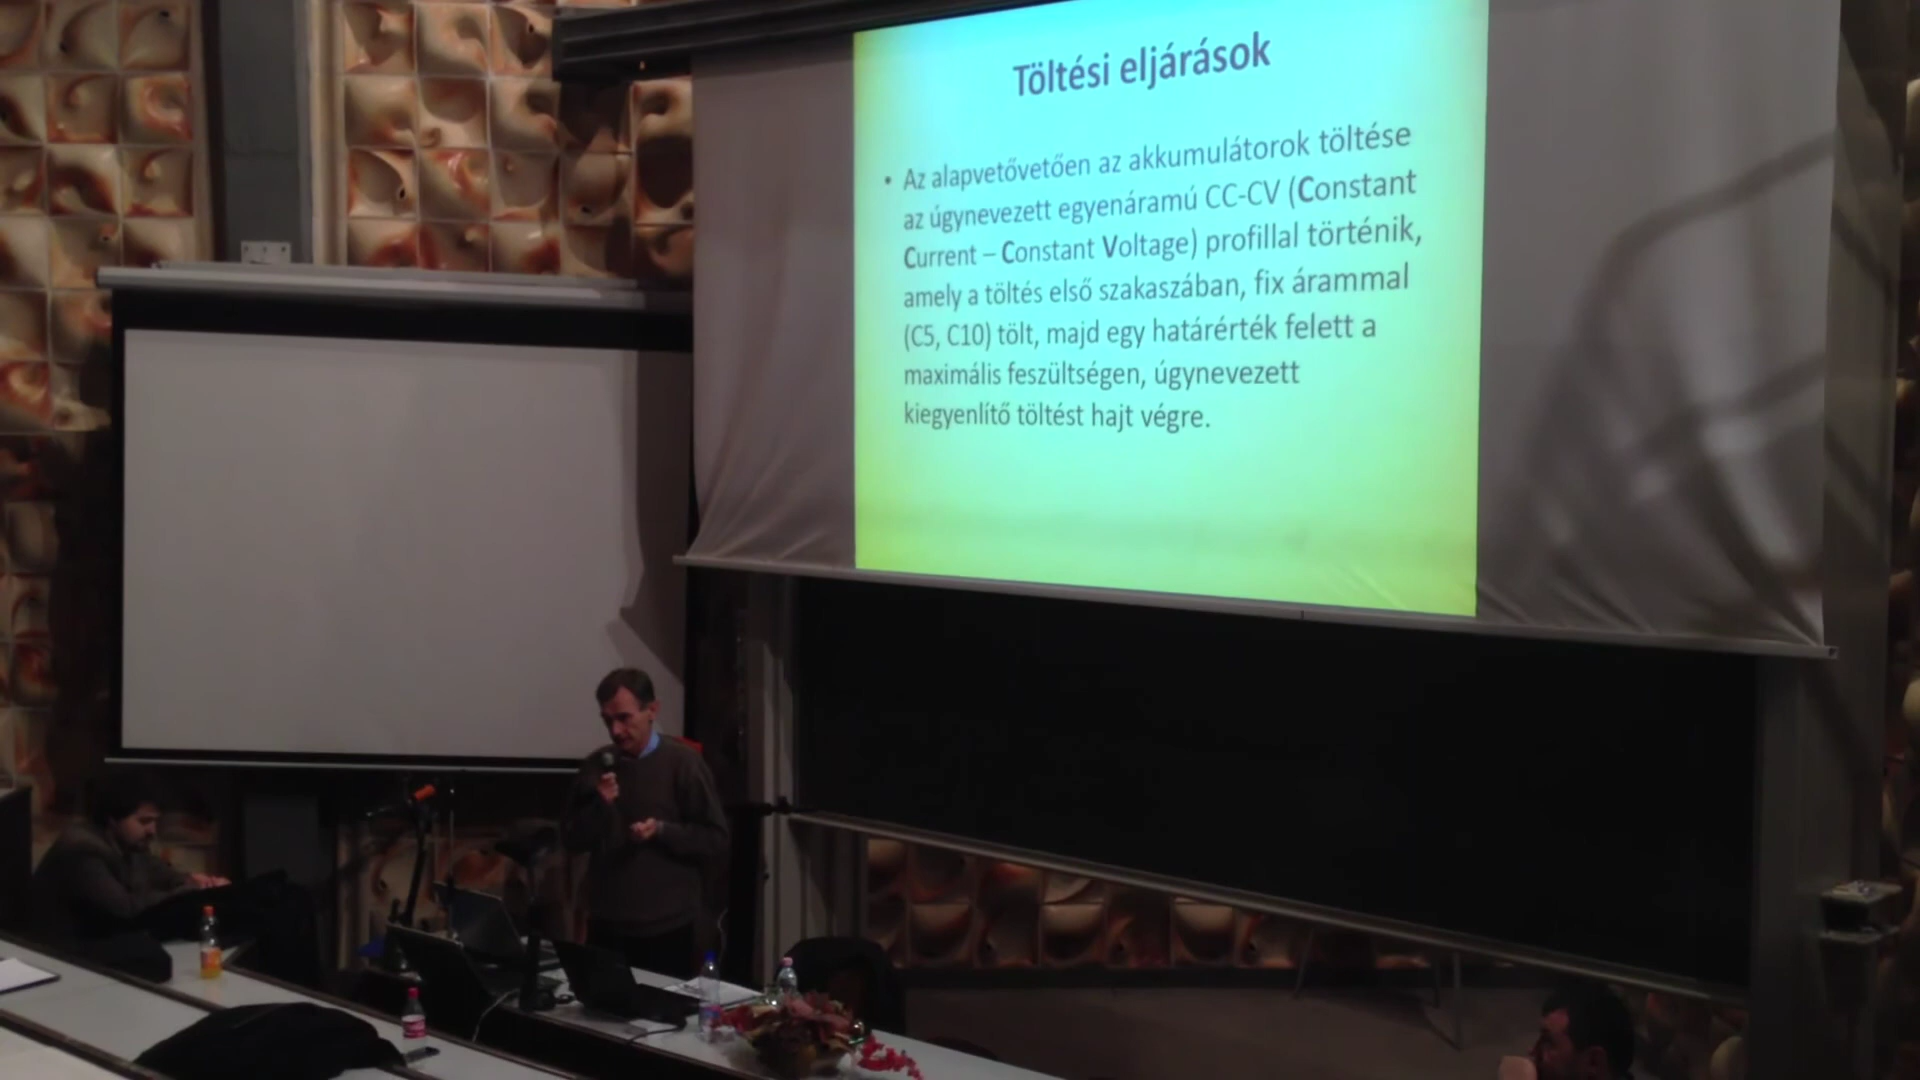 Töltési eljárások
• Az alapvetővetően az akkumulátorok töltése
az úgynevezett egyenáramú CC-CV (Constant
Current – Constant Voltage) profillal történik,
amely a töltés első szakaszában, fix árammal
(C5, C10) tölt, majd egy határérték felett a
maximális feszültségen, úgynevezett
kiegyenlítő töltést hajt végre.